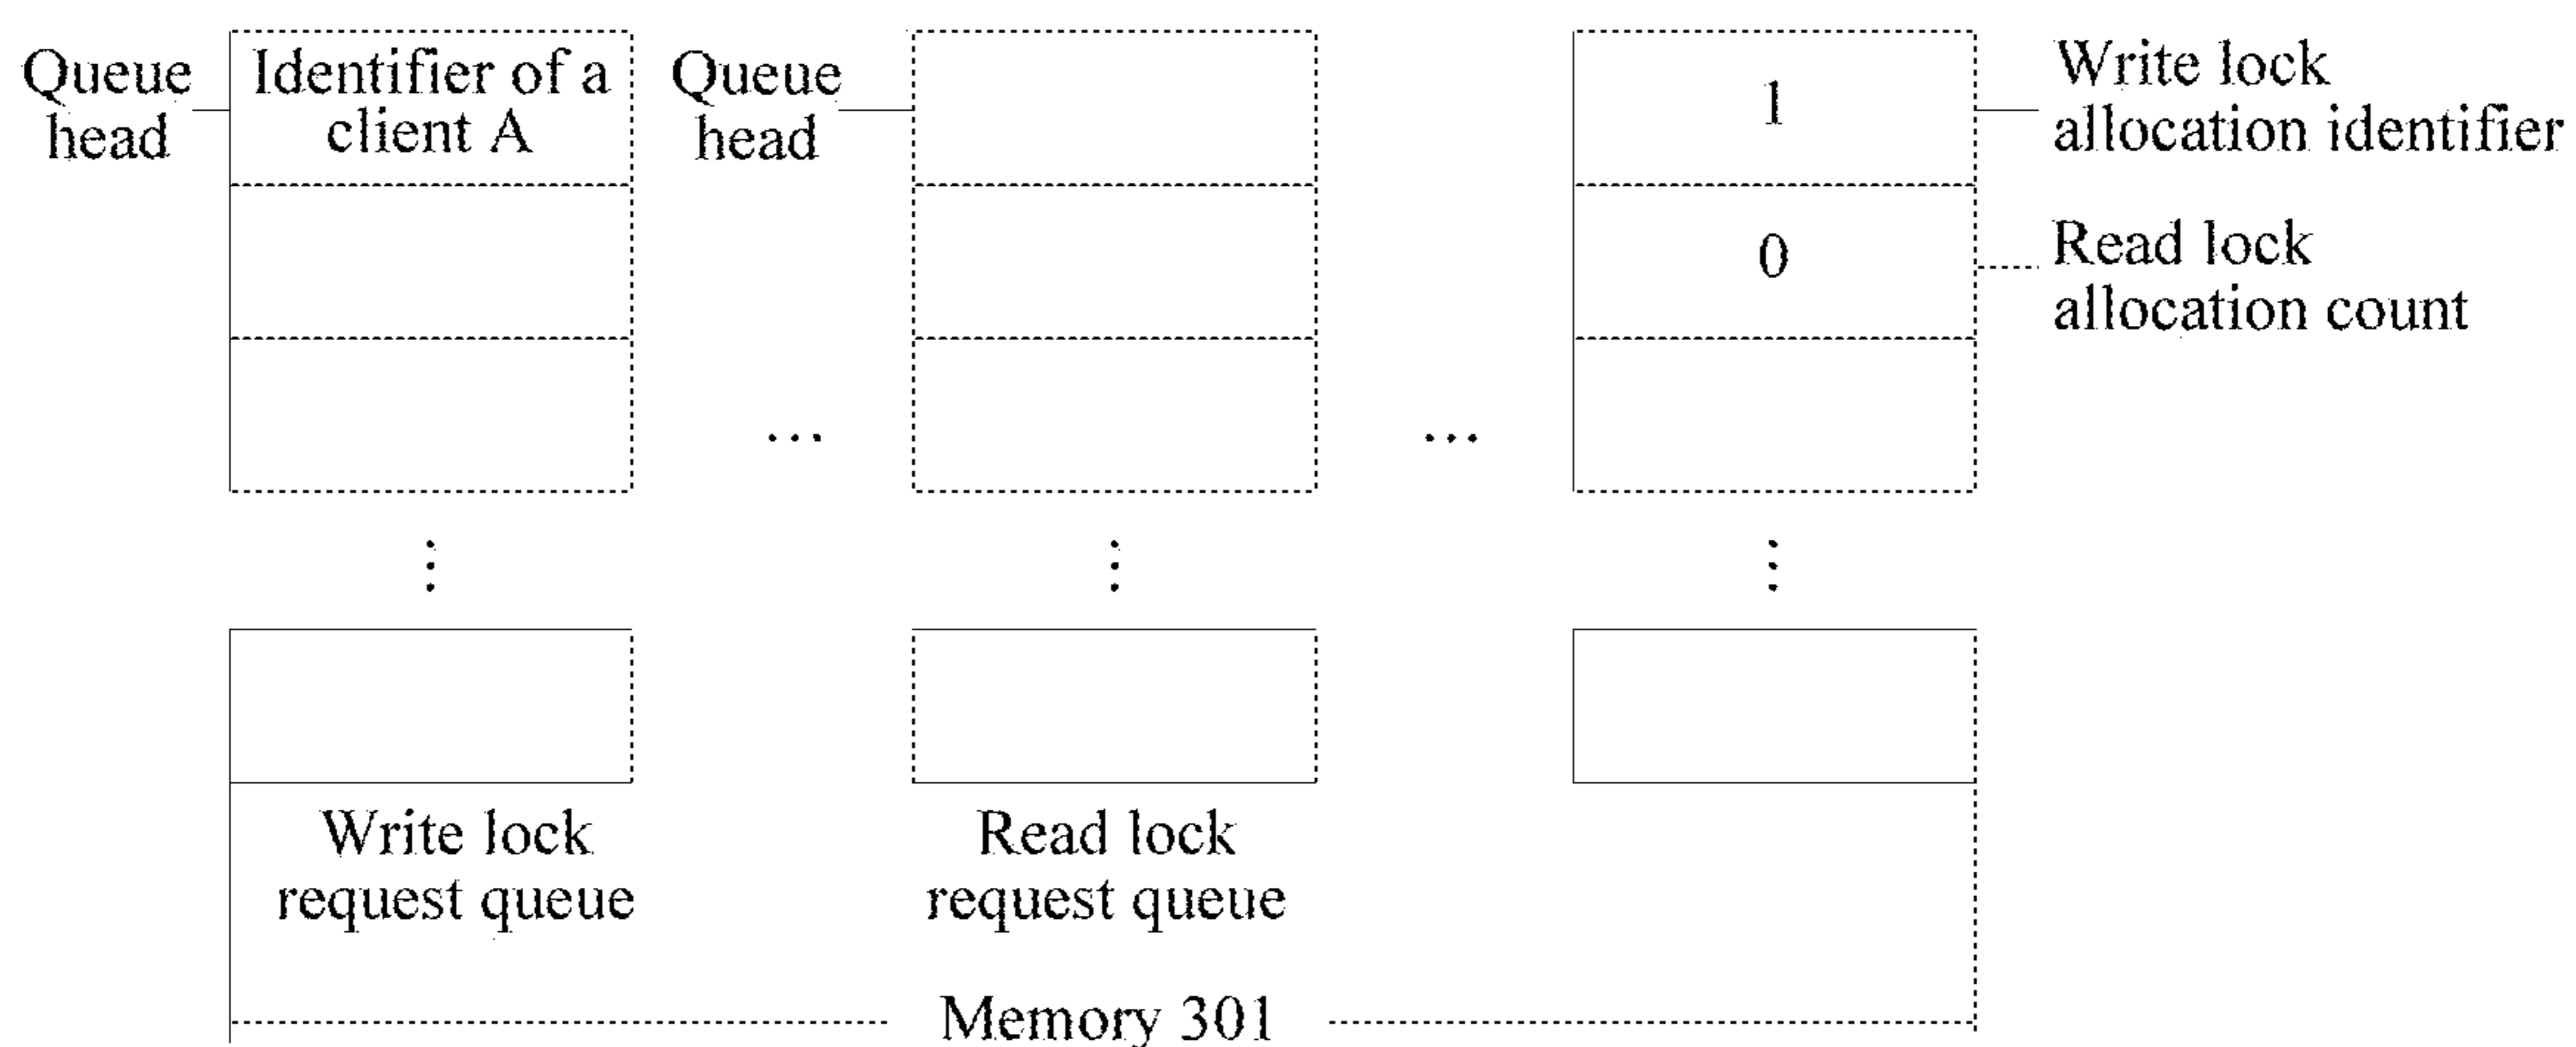 Queue
head
Identifier of a
client A
Queue
head
1
Write lock
allocation identifier
0
Read lock
allocation count
...
...
Write lock
request queue
Read lock
request queue
Memory 301